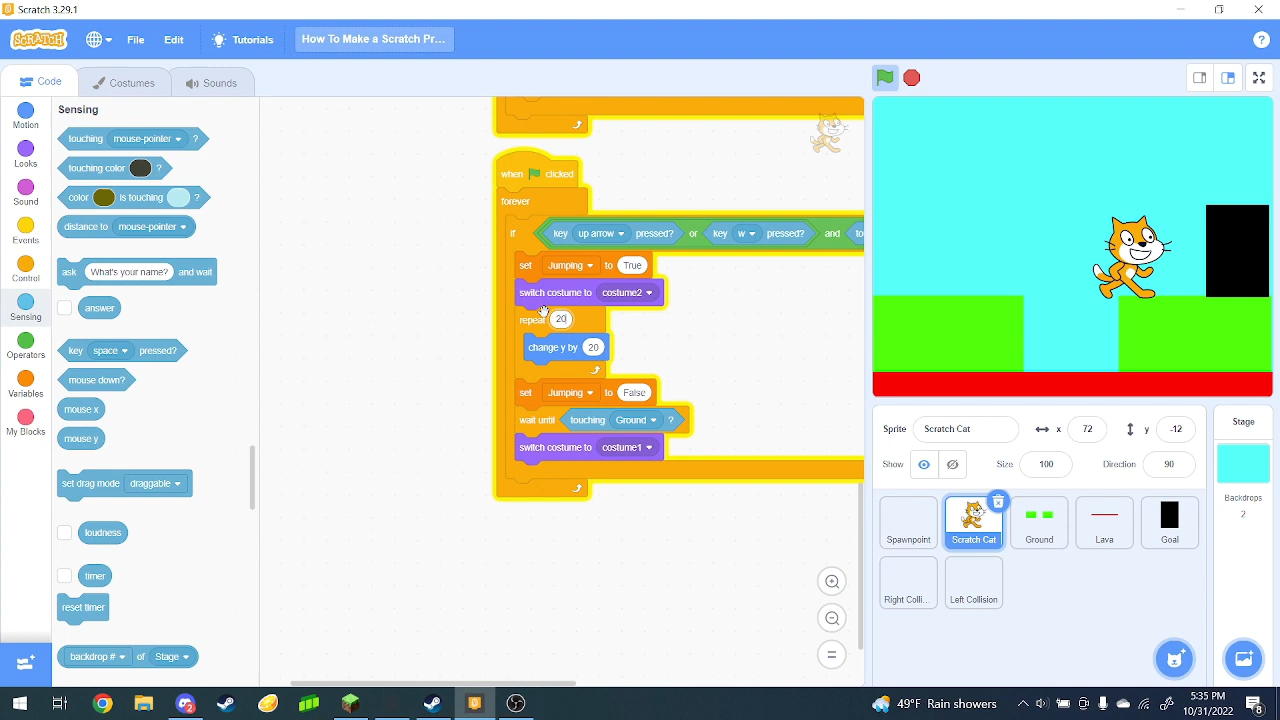 Scratch 3.29.1
SCRATCH
File
Edit
Tutorials
How To Make a Scratch Pr...
?
Code
Costumes
Sounds
Motion
Looks
Sound
Events
Control
Sensing
Operators
Variables
My Blocks
Sensing
touching mouse-pointer ?
touching color ?
color is touching ?
distance to mouse-pointer
ask What's your name? and wait
answer
key space pressed?
mouse down?
mouse x
mouse y
set drag mode draggable
loudness
timer
reset timer
backdrop # of Stage
when clicked
forever
if key up arrow pressed? or key w pressed? and to
set Jumping to True
switch costume to costume2
repeat 20
change y by 20
set Jumping to False
wait until touching Ground ?
switch costume to costume1
Sprite Scratch Cat x 72 y -12
Show Size 100 Direction 90
Stage
Backdrops
2
Spawnpoint
Scratch Cat
Ground
Lava
Goal
Right Colli...
Left Collision
49°F Rain showers
5:35 PM
10/31/2022
8